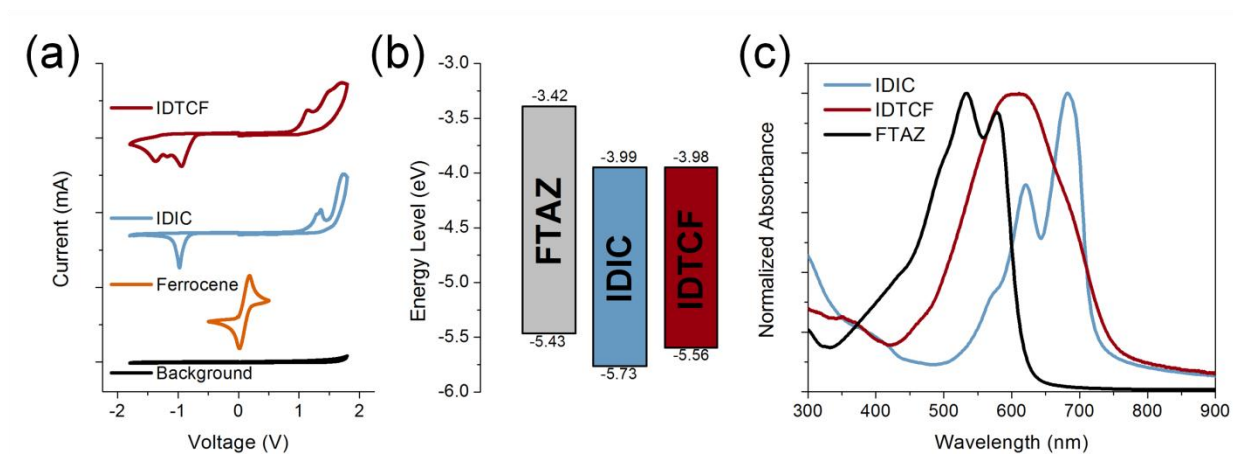 (a)
IDTCF
IDIC
Ferrocene
Background
Current (mA)
-2
-1
0
1
2
Voltage (V)
(b)
-3.0
-3.5
-4.0
-4.5
-5.0
-5.5
-6.0
Energy Level (eV)
-3.42
FTAZ
-5.43
-3.99
IDIC
-5.73
-3.98
IDTCF
-5.56
(c)
IDIC
IDTCF
FTAZ
Normalized Absorbance
300
400
500
600
700
800
900
Wavelength (nm)